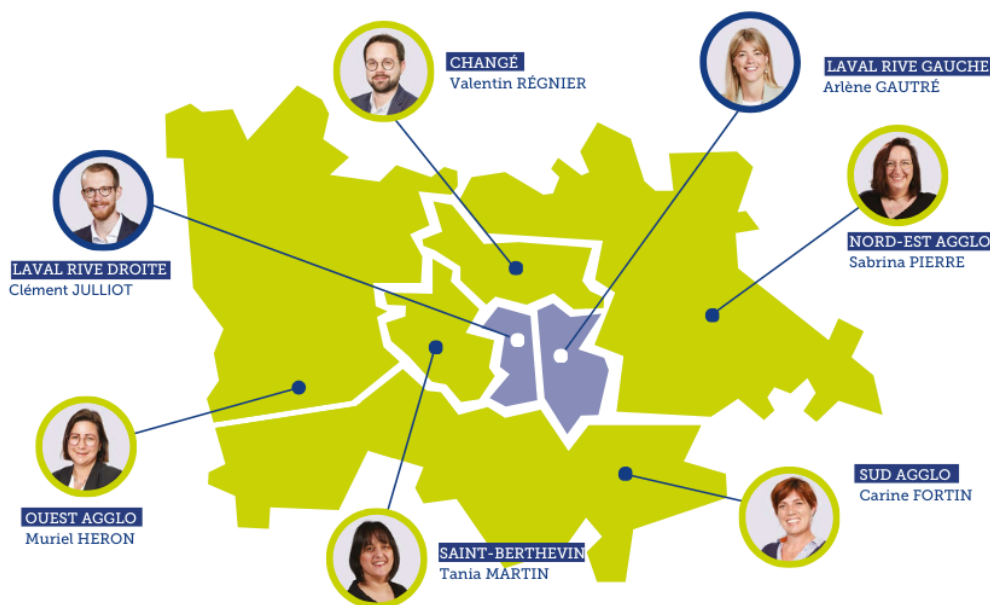 CHANGÉ
Valentin RÉGNIER
LAVAL RIVE GAUCHE
Arlène GAUTRÉ
NORD-EST AGGLO
Sabrina PIERRE
LAVAL RIVE DROITE
Clément JULLIOT
OUEST AGGLO
Muriel HERON
SAINT-BERTHEVIN
Tania MARTIN
SUD AGGLO
Carine FORTIN